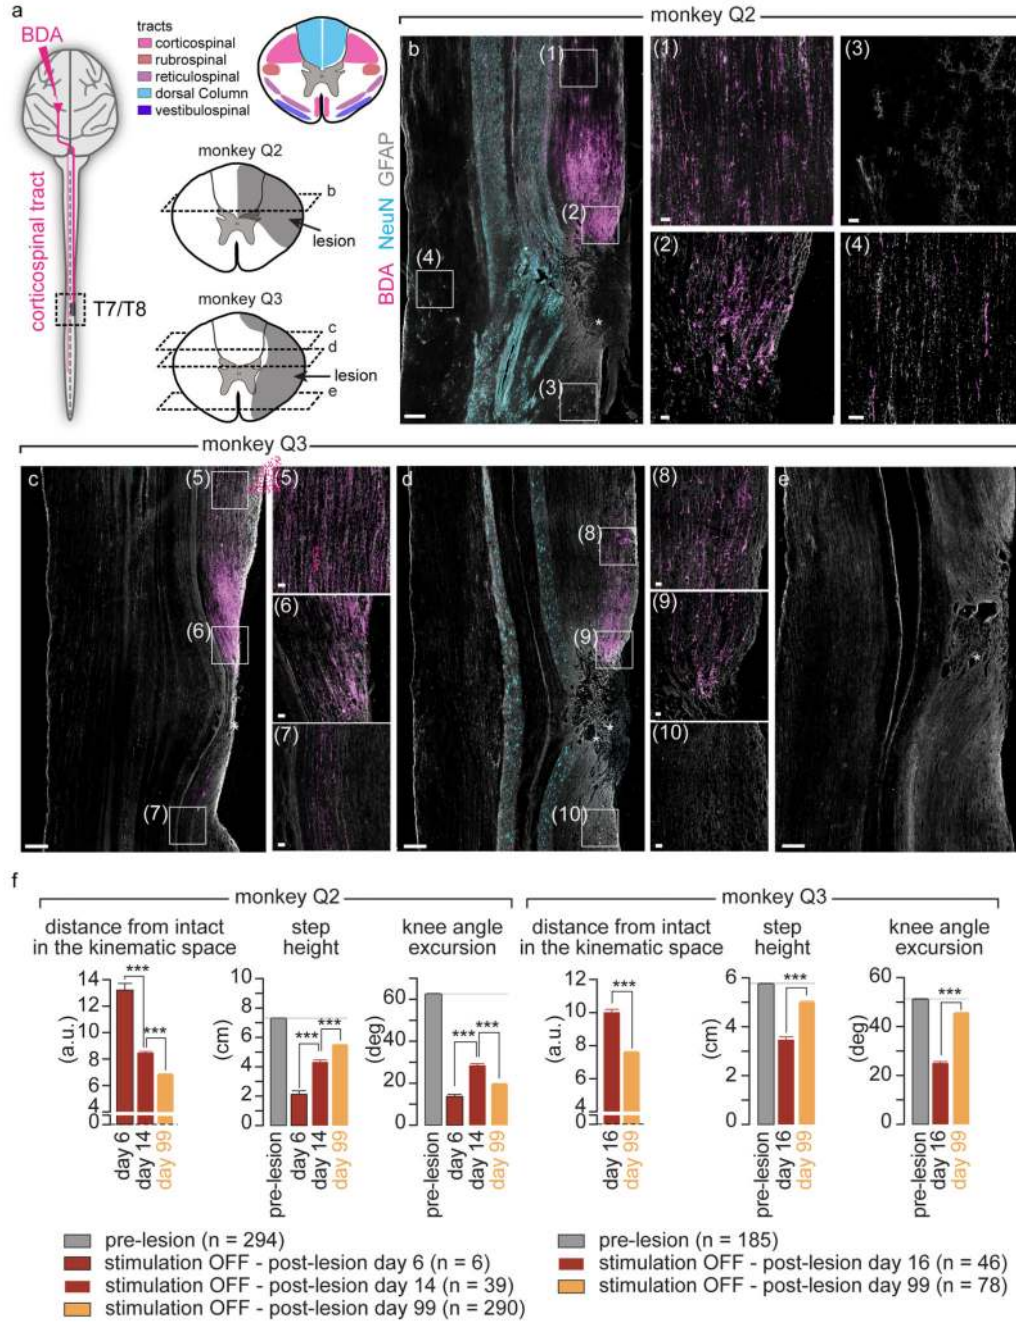 a
BDA
corticospinal tract
T7/T8
tracts
corticospinal
rubrospinal
reticulospinal
dorsal Column
vestibulospinal
monkey Q2
b
lesion
monkey Q3
c
d
lesion
e
monkey Q2
BDA NeuN GFAP
b
(1)
(2)
(4)
*
*
(3)
(1)
(3)
(2)
(4)
monkey Q3
c
(5)
(6)
*
(7)
(5)
(6)
(7)
d
(8)
(9)
*
*
(10)
(8)
(9)
(10)
e
*
f
monkey Q2
distance from intact
in the kinematic space
(a.u.)
14
12
10
8
6
4
0
***
***
day 6
day 14
day 99
step
height
(cm)
10
8
6
4
2
0
***
***
pre-lesion
day 6
day 14
day 99
knee angle
excursion
(deg)
60
40
20
0
***
***
pre-lesion
day 6
day 14
day 99
monkey Q3
distance from intact
in the kinematic space
(a.u.)
12
10
8
6
4
0
***
day 16
day 99
step
height
(cm)
6
4
2
0
***
pre-lesion
day 16
day 99
knee angle
excursion
(deg)
60
40
20
0
***
pre-lesion
day 16
day 99
pre-lesion (n = 294)
stimulation OFF - post-lesion day 6 (n = 6)
stimulation OFF - post-lesion day 14 (n = 39)
stimulation OFF - post-lesion day 99 (n = 290)
pre-lesion (n = 185)
stimulation OFF - post-lesion day 16 (n = 46)
stimulation OFF - post-lesion day 99 (n = 78)